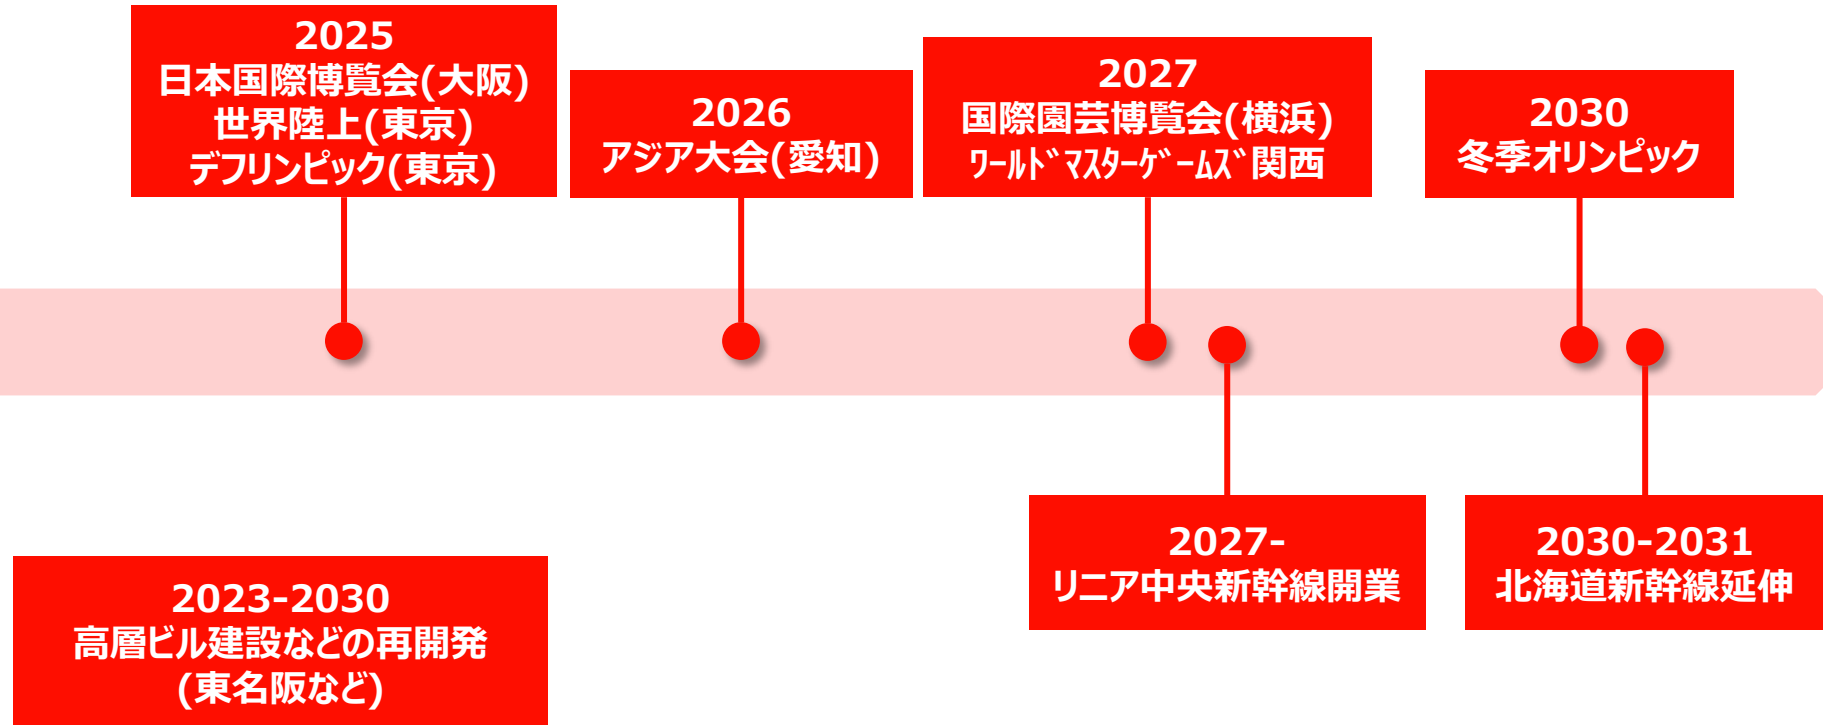 2025
日本国際博覧会(大阪)
世界陸上(東京)
デフリンピック(東京)
2026
アジア大会(愛知)
2027
国際園芸博覧会(横浜)
ﾜｰﾙﾄﾞﾏｽﾀｰｹﾞｰﾑｽﾞ関西
2030
冬季オリンピック
2027-
リニア中央新幹線開業
2030-2031
北海道新幹線延伸
2023-2030
高層ビル建設などの再開発
(東名阪など)